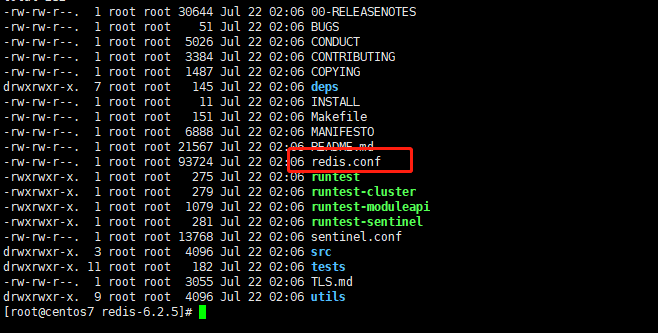 -rw-rw-r--. 1 root root 30644 Jul 22 02:06 00-RELEASENOTES
-rw-rw-r--. 1 root root 51 Jul 22 02:06 BUGS
-rw-rw-r--. 1 root root 5026 Jul 22 02:06 CONDUCT
-rw-rw-r--. 1 root root 3384 Jul 22 02:06 CONTRIBUTING
-rw-rw-r--. 1 root root 1487 Jul 22 02:06 COPYING
drwxrwxr-x. 7 root root 145 Jul 22 02:06 deps
-rw-rw-r--. 1 root root 11 Jul 22 02:06 INSTALL
-rw-rw-r--. 1 root root 151 Jul 22 02:06 Makefile
-rw-rw-r--. 1 root root 6888 Jul 22 02:06 MANIFESTO
-rw-rw-r--. 1 root root 21567 Jul 22 02:06 README.md
-rw-rw-r--. 1 root root 93724 Jul 22 02:06 redis.conf
-rwxrwxr-x. 1 root root 275 Jul 22 02:06 runtest
-rwxrwxr-x. 1 root root 279 Jul 22 02:06 runtest-cluster
-rwxrwxr-x. 1 root root 1079 Jul 22 02:06 runtest-moduleapi
-rwxrwxr-x. 1 root root 281 Jul 22 02:06 runtest-sentinel
-rw-rw-r--. 1 root root 13768 Jul 22 02:06 sentinel.conf
drwxrwxr-x. 3 root root 4096 Jul 22 02:06 src
drwxrwxr-x. 11 root root 182 Jul 22 02:06 tests
-rw-rw-r--. 1 root root 3055 Jul 22 02:06 TLS.md
drwxrwxr-x. 9 root root 4096 Jul 22 02:06 utils
[root@centos7 redis-6.2.5]#